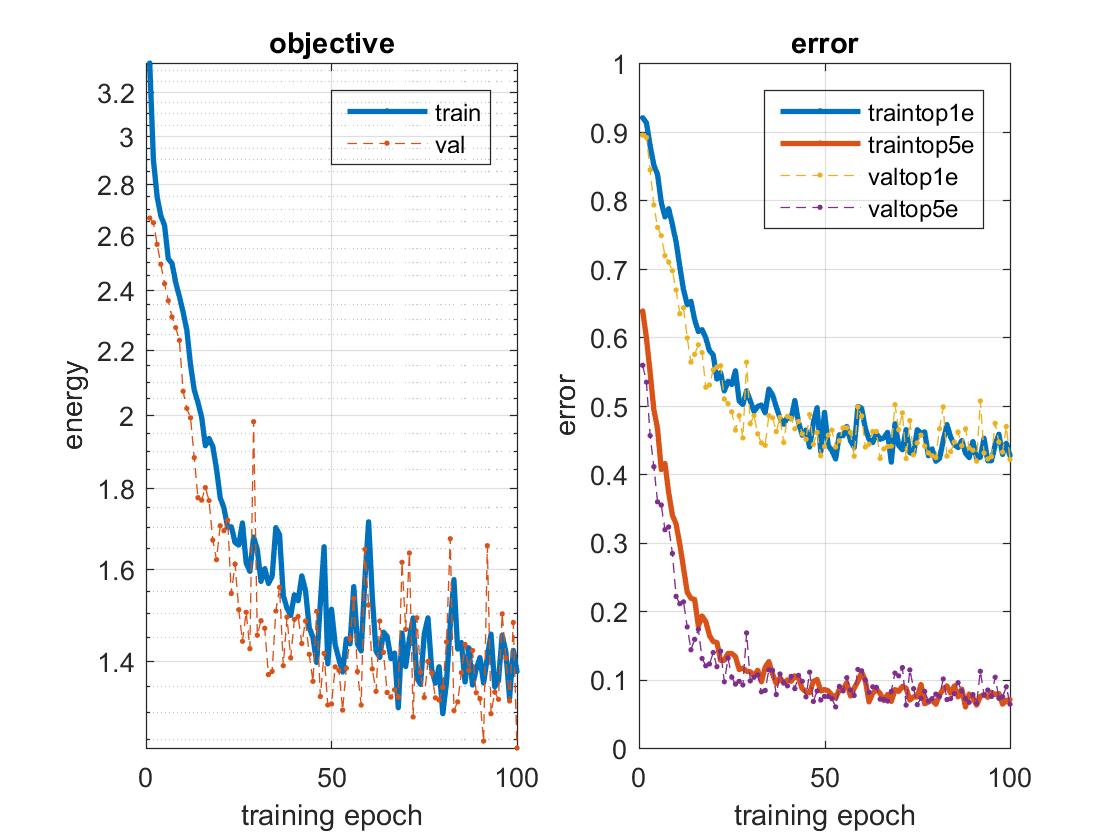 objective
3.2
3
2.8
2.6
2.4
2.2
2
1.8
1.6
1.4
energy
train
val
0 50 100
training epoch
error
1
0.9
0.8
0.7
0.6
0.5
0.4
0.3
0.2
0.1
0
error
traintop1e
traintop5e
valtop1e
valtop5e
0 50 100
training epoch